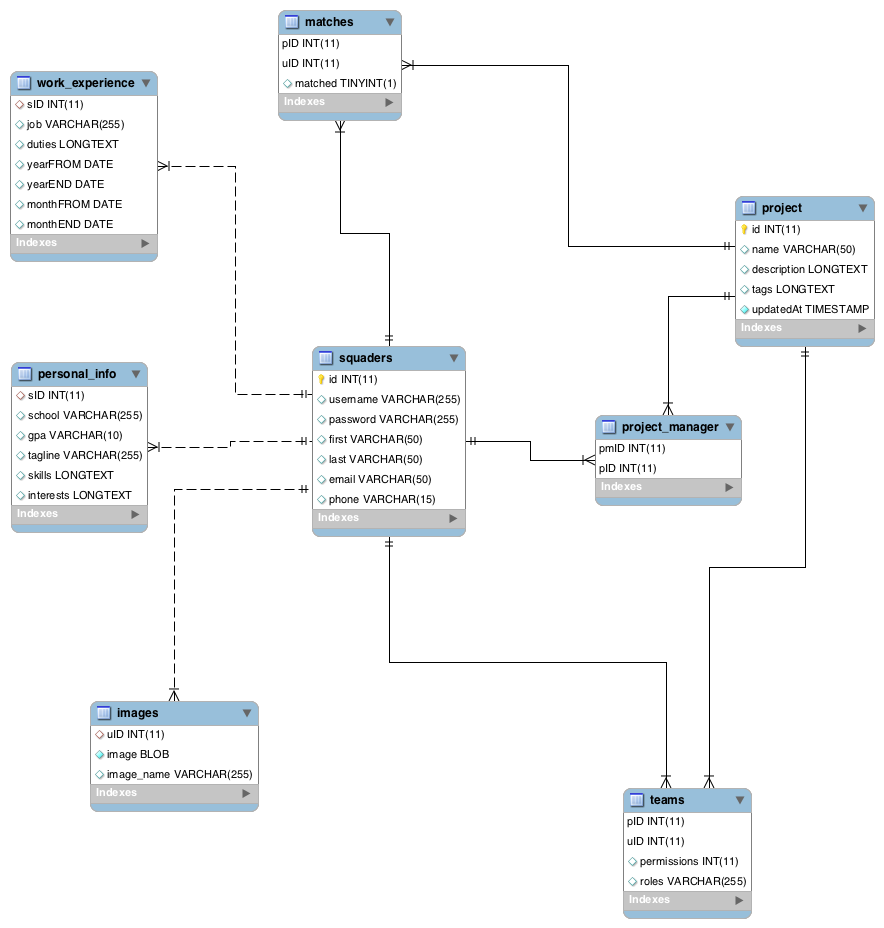 matches
pID INT(11)
uID INT(11)
matched TINYINT(1)
Indexes
work_experience
sID INT(11)
job VARCHAR(255)
duties LONGTEXT
yearFROM DATE
yearEND DATE
monthFROM DATE
monthEND DATE
Indexes
project
id INT(11)
name VARCHAR(50)
description LONGTEXT
tags LONGTEXT
updatedAt TIMESTAMP
Indexes
squaders
id INT(11)
username VARCHAR(255)
password VARCHAR(255)
first VARCHAR(50)
last VARCHAR(50)
email VARCHAR(50)
phone VARCHAR(15)
Indexes
personal_info
sID INT(11)
school VARCHAR(255)
gpa VARCHAR(10)
tagline VARCHAR(255)
skills LONGTEXT
interests LONGTEXT
Indexes
project_manager
pmID INT(11)
pID INT(11)
Indexes
images
uID INT(11)
image BLOB
image_name VARCHAR(255)
Indexes
teams
pID INT(11)
uID INT(11)
permissions INT(11)
roles VARCHAR(255)
Indexes